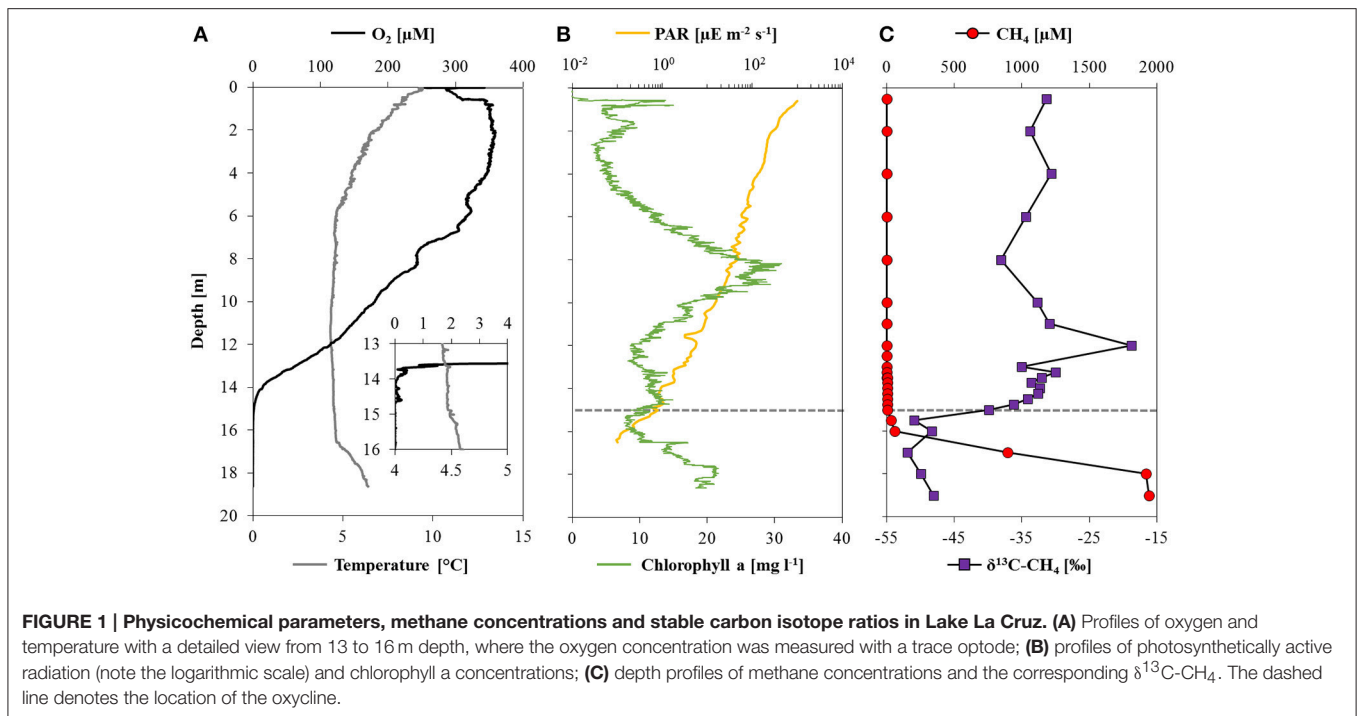 A
O₂ [µM]
0 100 200 300 400
0
2
4
6
8
10
12
14
16
18
20
Depth [m]
0 1 2 3 4
13
14
15
16
4 4.5 5
0 5 10 15
Temperature [°C]
B
PAR [µE m⁻² s⁻¹]
10⁻² 10⁰ 10² 10⁴
0 10 20 30 40
Chlorophyll a [mg l⁻¹]
C
CH₄ [µM]
0 500 1000 1500 2000
-55 -45 -35 -25 -15
δ¹³C-CH₄ [‰]
FIGURE 1 | Physicochemical parameters, methane concentrations and stable carbon isotope ratios in Lake La Cruz. (A) Profiles of oxygen and
temperature with a detailed view from 13 to 16 m depth, where the oxygen concentration was measured with a trace optode; (B) profiles of photosynthetically active
radiation (note the logarithmic scale) and chlorophyll a concentrations; (C) depth profiles of methane concentrations and the corresponding δ¹³C-CH₄. The dashed
line denotes the location of the oxycline.